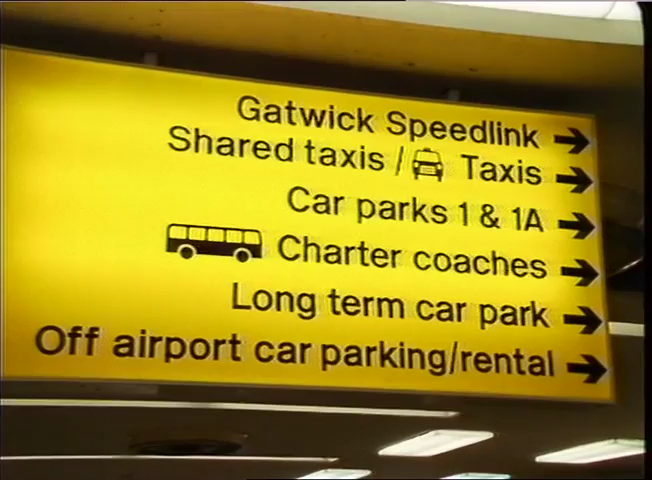 Gatwick Speedlink
Shared taxis / Taxis
Car parks 1 & 1A
Charter coaches
Long term car park
Off airport car parking/rental